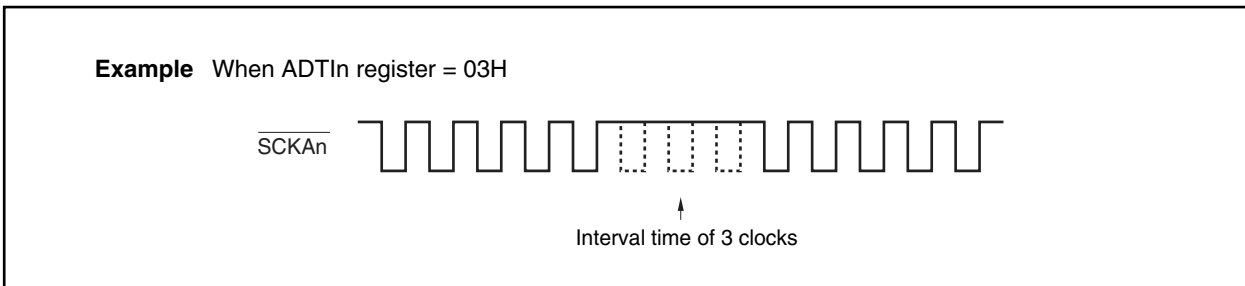 Example When ADTIn register = 03H
SCKAn
Interval time of 3 clocks